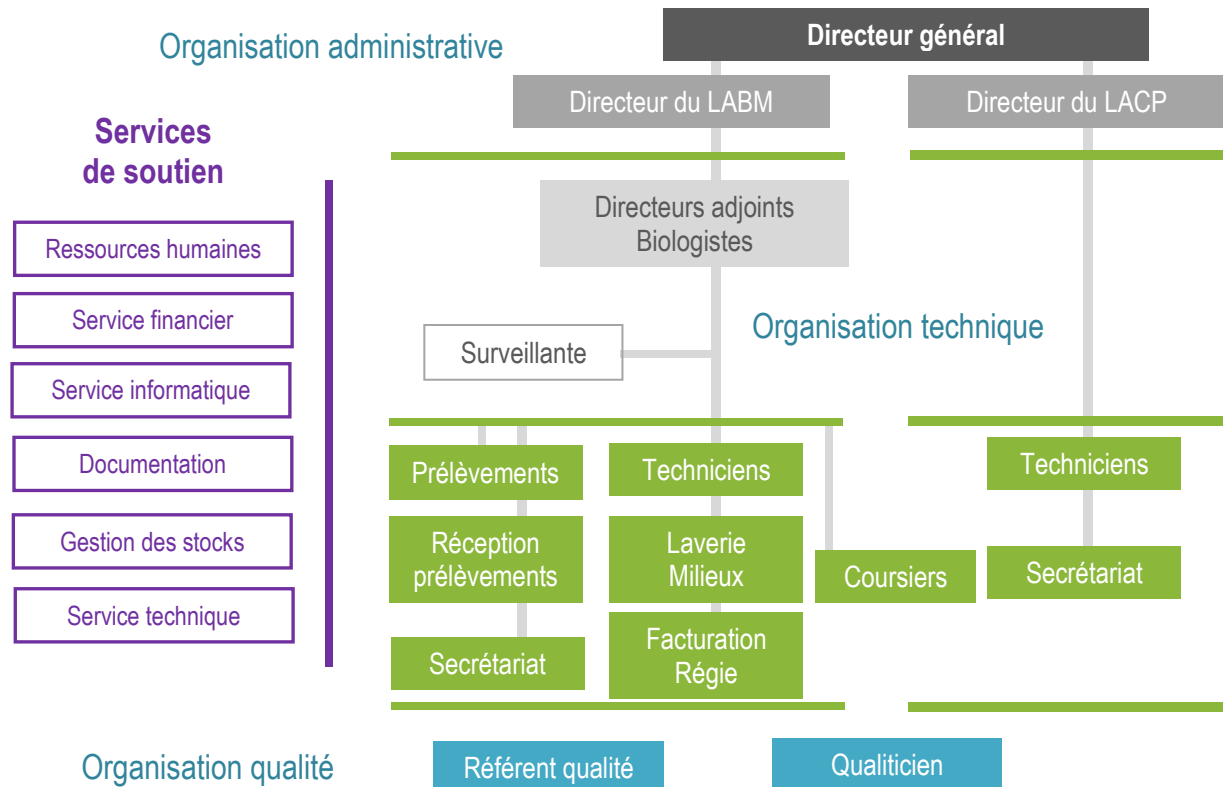 Organisation administrative
Directeur général
Directeur du LABM
Directeur du LACP
Services
de soutien
Ressources humaines
Service financier
Service informatique
Documentation
Gestion des stocks
Service technique
Directeurs adjoints
Biologistes
Organisation technique
Surveillante
Prélèvements
Techniciens
Techniciens
Réception
prélèvements
Laverie
Milieux
Coursiers
Secrétariat
Secrétariat
Facturation
Régie
Organisation qualité
Référent qualité
Qualiticien